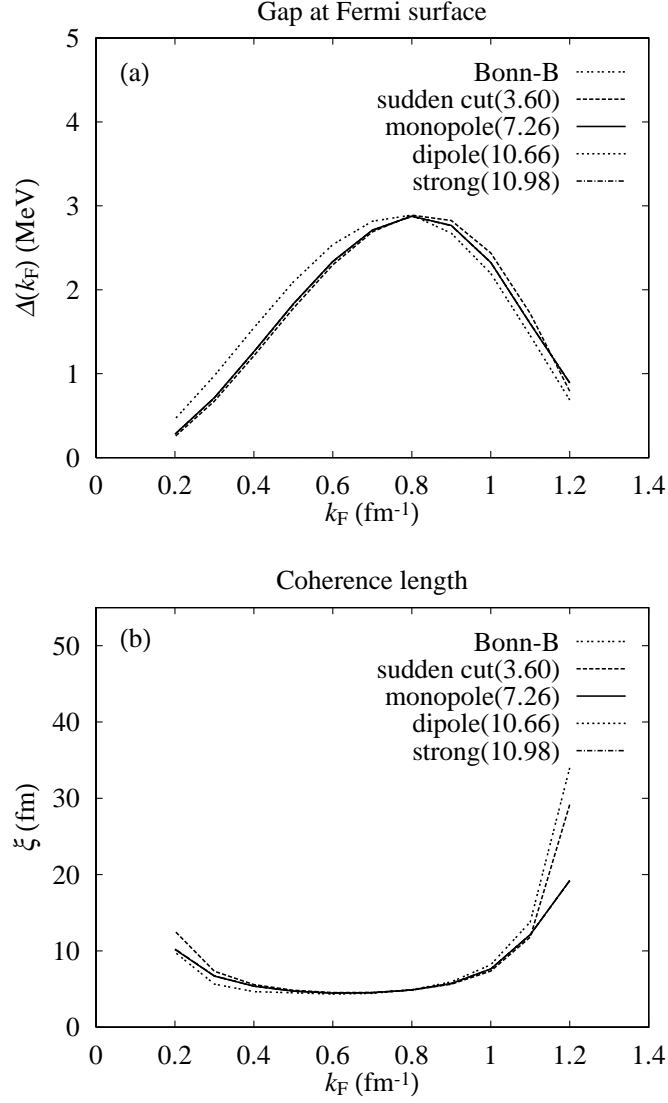 Gap at Fermi surface
(a)
Bonn-B
sudden cut(3.60)
monopole(7.26)
dipole(10.66)
strong(10.98)
5
4
3
2
1
0
Δ(kF) (MeV)
0 0.2 0.4 0.6 0.8 1 1.2 1.4
kF (fm-1)
Coherence length
(b)
Bonn-B
sudden cut(3.60)
monopole(7.26)
dipole(10.66)
strong(10.98)
50
40
30
20
10
0
ξ (fm)
0 0.2 0.4 0.6 0.8 1 1.2 1.4
kF (fm-1)